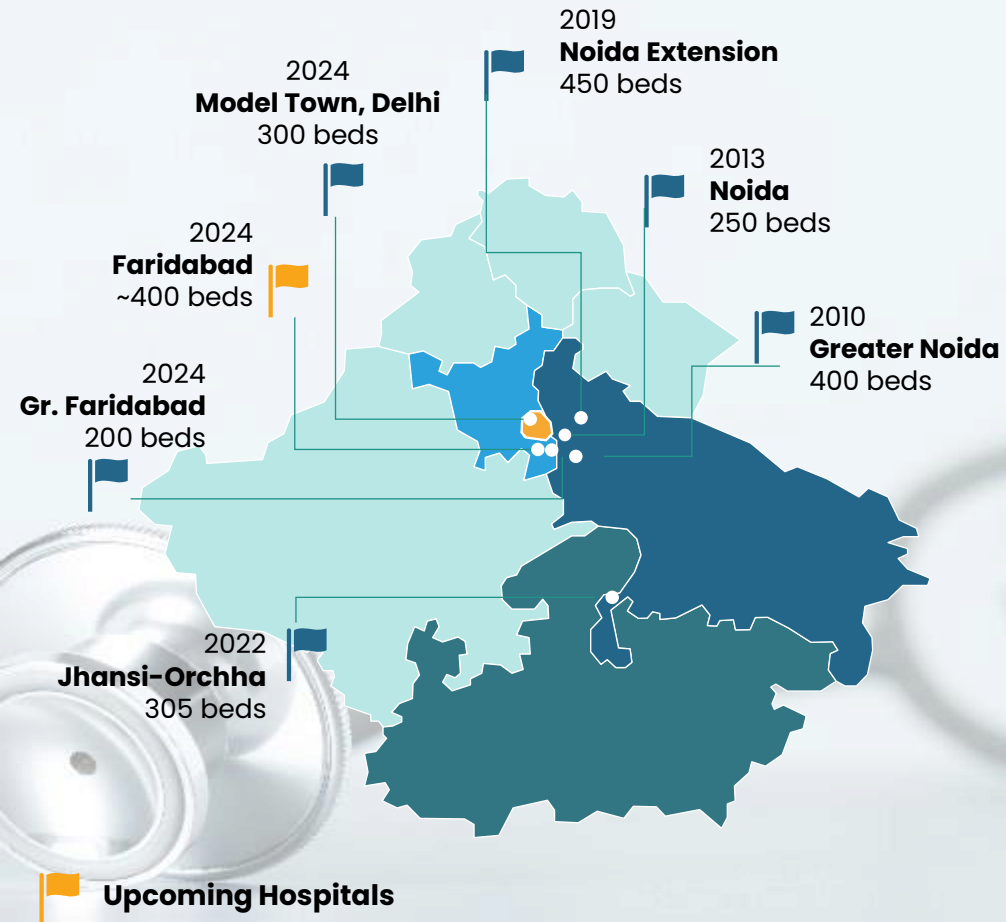 2019
Noida Extension
450 beds
2024
Model Town, Delhi
300 beds
2013
Noida
250 beds
2024
Faridabad
~400 beds
2010
Greater Noida
400 beds
2024
Gr. Faridabad
200 beds
2022
Jhansi-Orchha
305 beds
Upcoming Hospitals